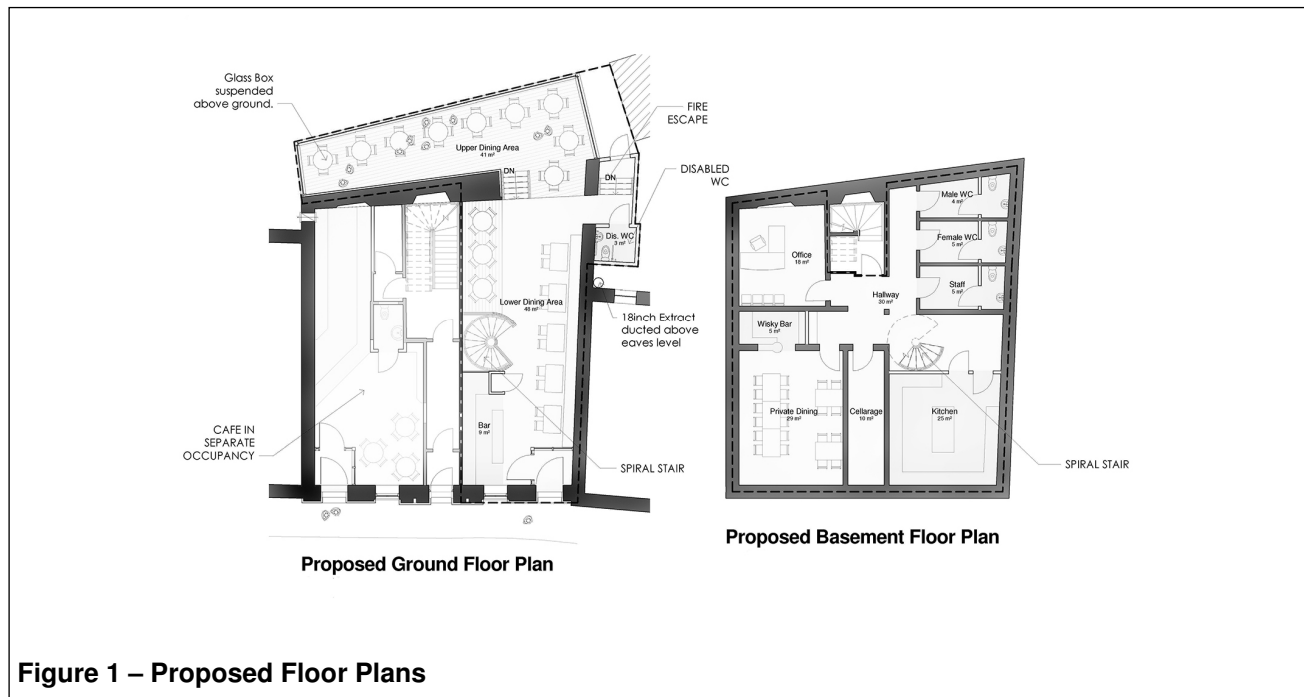 Glass Box
suspended
above ground.
Upper Dining Area
41 m²
DN
FIRE
ESCAPE
DN
DISABLED
WC
Dis. WC
3 m²
Lower Dining Area
48 m²
18inch Extract
ducted above
eaves level
CAFE IN
SEPARATE
OCCUPANCY
Bar
9 m²
SPIRAL STAIR
Proposed Ground Floor Plan
Male WC
4 m²
Female WC
5 m²
Office
18 m²
Staff
5 m²
Hallway
30 m²
Wisky Bar
5 m²
Private Dining
29 m²
Cellarage
10 m²
Kitchen
25 m²
SPIRAL STAIR
Proposed Basement Floor Plan
Figure 1 – Proposed Floor Plans